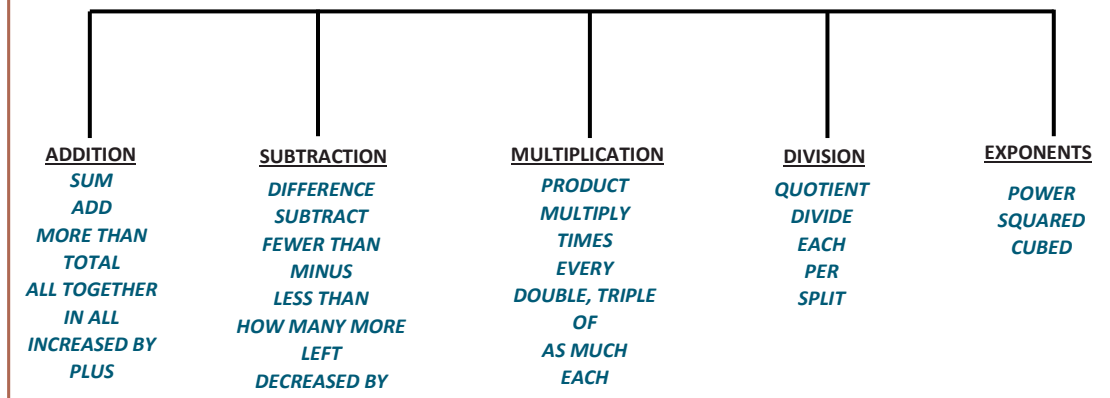 ADDITION
SUM
ADD
MORE THAN
TOTAL
ALL TOGETHER
IN ALL
INCREASED BY
PLUS
SUBTRACTION
DIFFERENCE
SUBTRACT
FEWER THAN
MINUS
LESS THAN
HOW MANY MORE
LEFT
DECREASED BY
MULTIPLICATION
PRODUCT
MULTIPLY
TIMES
EVERY
DOUBLE, TRIPLE
OF
AS MUCH
EACH
DIVISION
QUOTIENT
DIVIDE
EACH
PER
SPLIT
EXPONENTS
POWER
SQUARED
CUBED